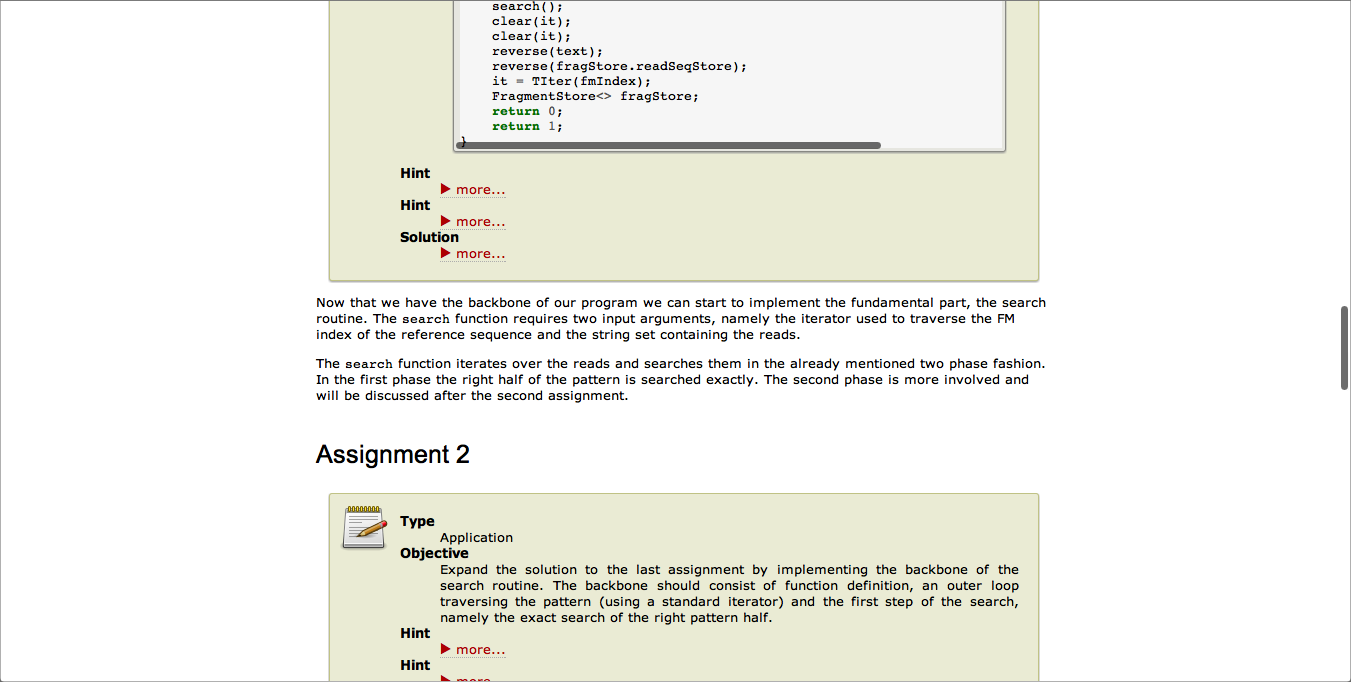 search();
clear(it);
clear(it);
reverse(text);
reverse(fragStore.readSeqStore);
it = TIter(fmIndex);
FragmentStore<> fragStore;
return 0;
return 1;
}
Hint
more...
Hint
more...
Solution
more...
Now that we have the backbone of our program we can start to implement the fundamental part, the search
routine. The search function requires two input arguments, namely the iterator used to traverse the FM
index of the reference sequence and the string set containing the reads.
The search function iterates over the reads and searches them in the already mentioned two phase fashion.
In the first phase the right half of the pattern is searched exactly. The second phase is more involved and
will be discussed after the second assignment.
Assignment 2
Type
Application
Objective
Expand the solution to the last assignment by implementing the backbone of the
search routine. The backbone should consist of function definition, an outer loop
traversing the pattern (using a standard iterator) and the first step of the search,
namely the exact search of the right pattern half.
Hint
more...
Hint
more...